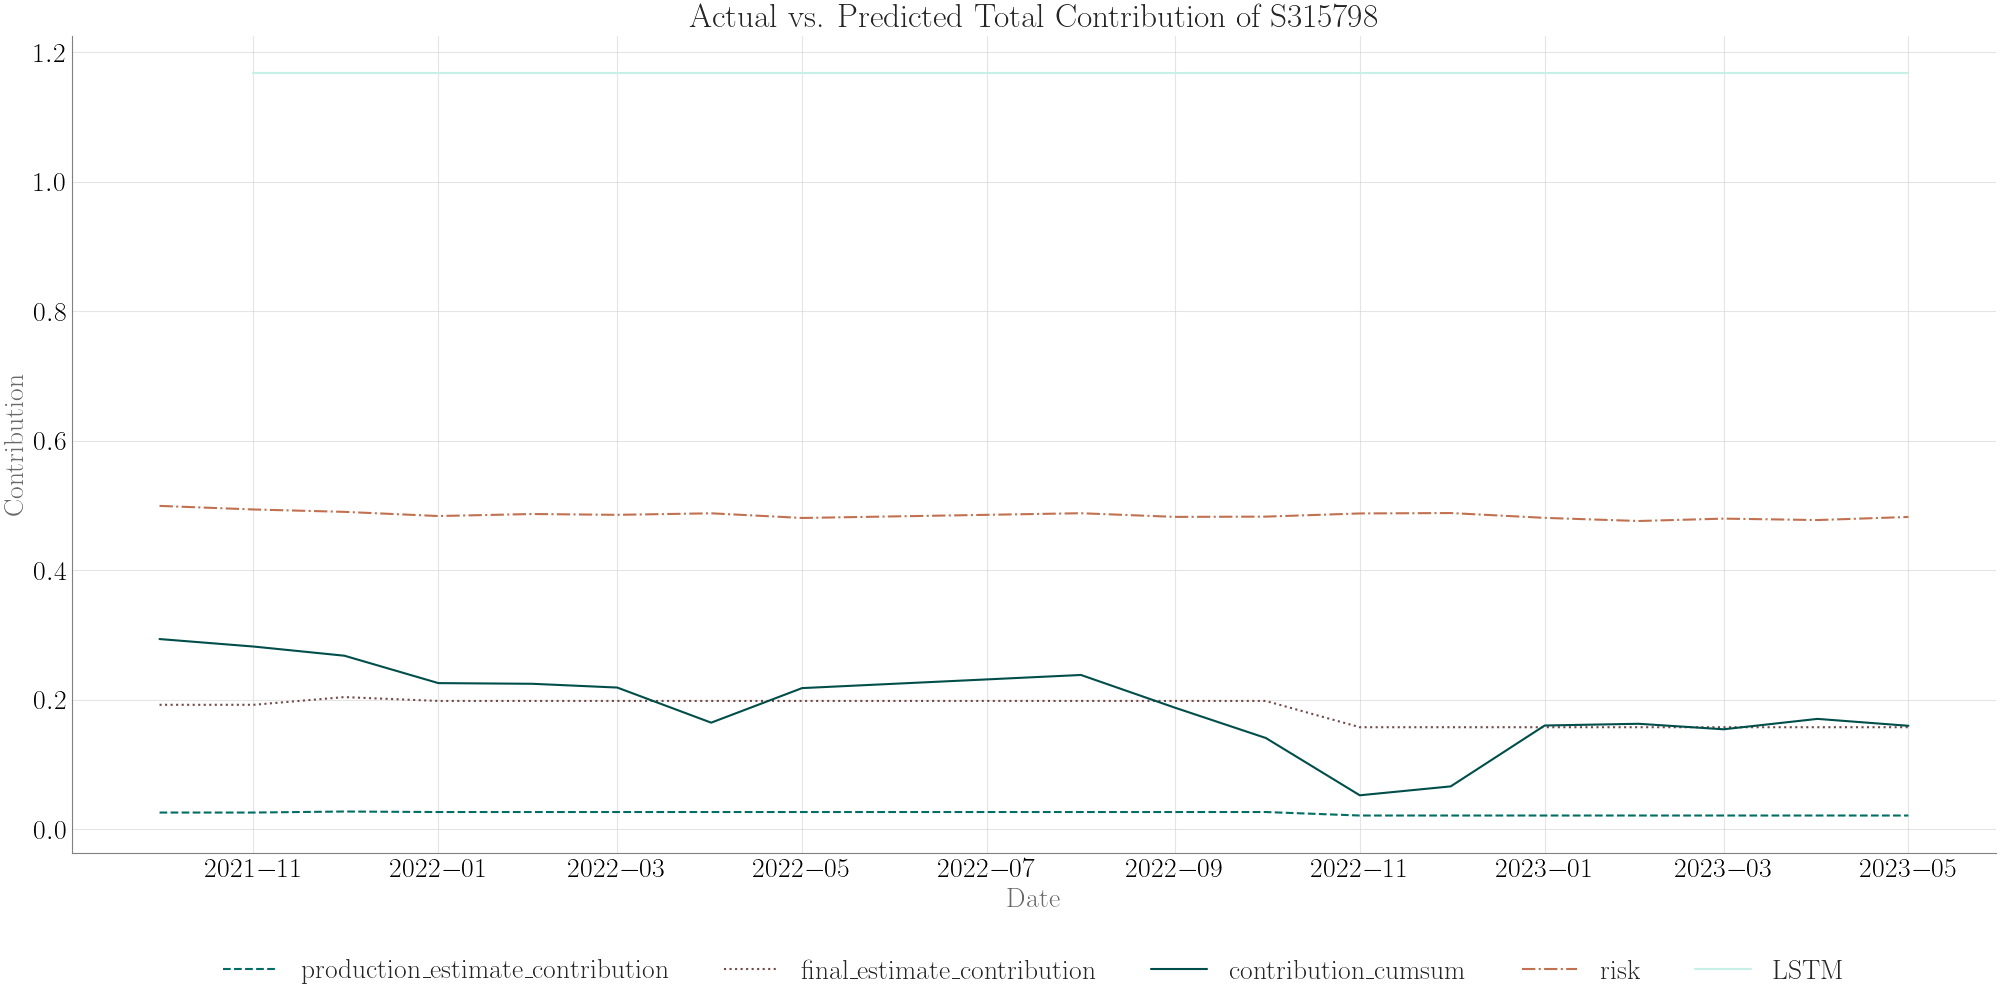 Actual vs. Predicted Total Contribution of S315798
1.2
1.0
0.8
0.6
0.4
0.2
0.0
Contribution
2021−11 2022−01 2022−03 2022−05 2022−07 2022−09 2022−11 2023−01 2023−03 2023−05
Date
production_estimate_contribution final_estimate_contribution contribution_cumsum risk LSTM